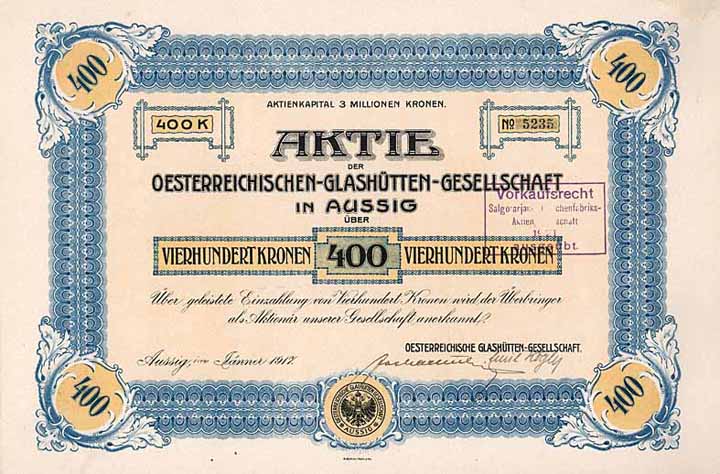 400
400
AKTIENKAPITAL 3 MILLIONEN KRONEN.
400 K
No 5235
AKTIE
DER
OESTERREICHISCHEN-GLASHÜTTEN-GESELLSCHAFT
IN AUSSIG
ÜBER
Vorkaufsrecht
VIERHUNDERT KRONEN 400 VIERHUNDERT KRONEN
Über geleistete Einzahlung von Vierhundert Kronen wird der Überbringer
als Aktionär unserer Gesellschaft anerkannt.
OESTERREICHISCHE GLASHÜTTEN-GESELLSCHAFT.
Aussig, im Jänner 1917
400
400
AUSSIG